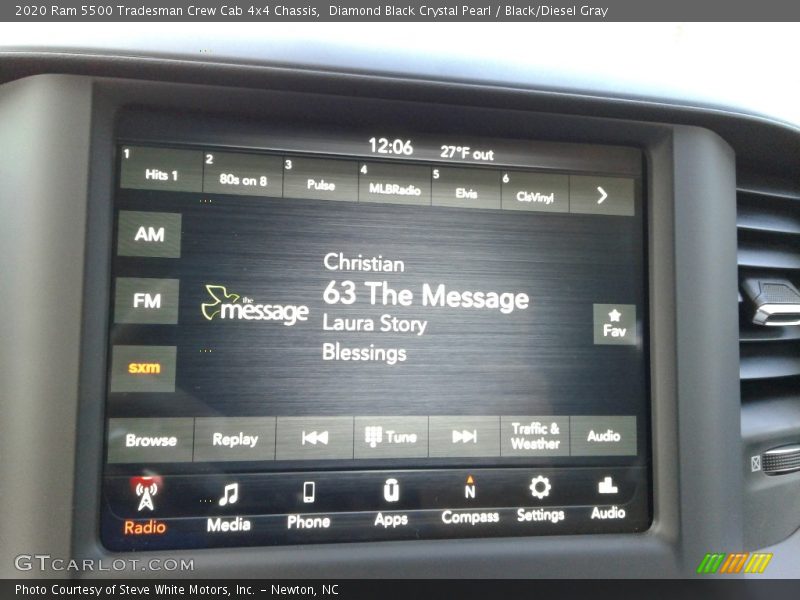 2020 Ram 5500 Tradesman Crew Cab 4x4 Chassis,  Diamond Black Crystal Pearl / Black/Diesel Gray
12:06 27°F out
1 Hits 1 2 80s on 8 3 Pulse 4 MLBRadio 5 Elvis 6 ClsVinyl
AM
Christian
FM
the message
63 The Message
Laura Story
Fav
Blessings
sxm
Browse Replay Tune Traffic & Weather Audio
N
Radio Media Phone Apps Compass Settings Audio
GTCARLOT.COM
Photo Courtesy of Steve White Motors, Inc. – Newton, NC